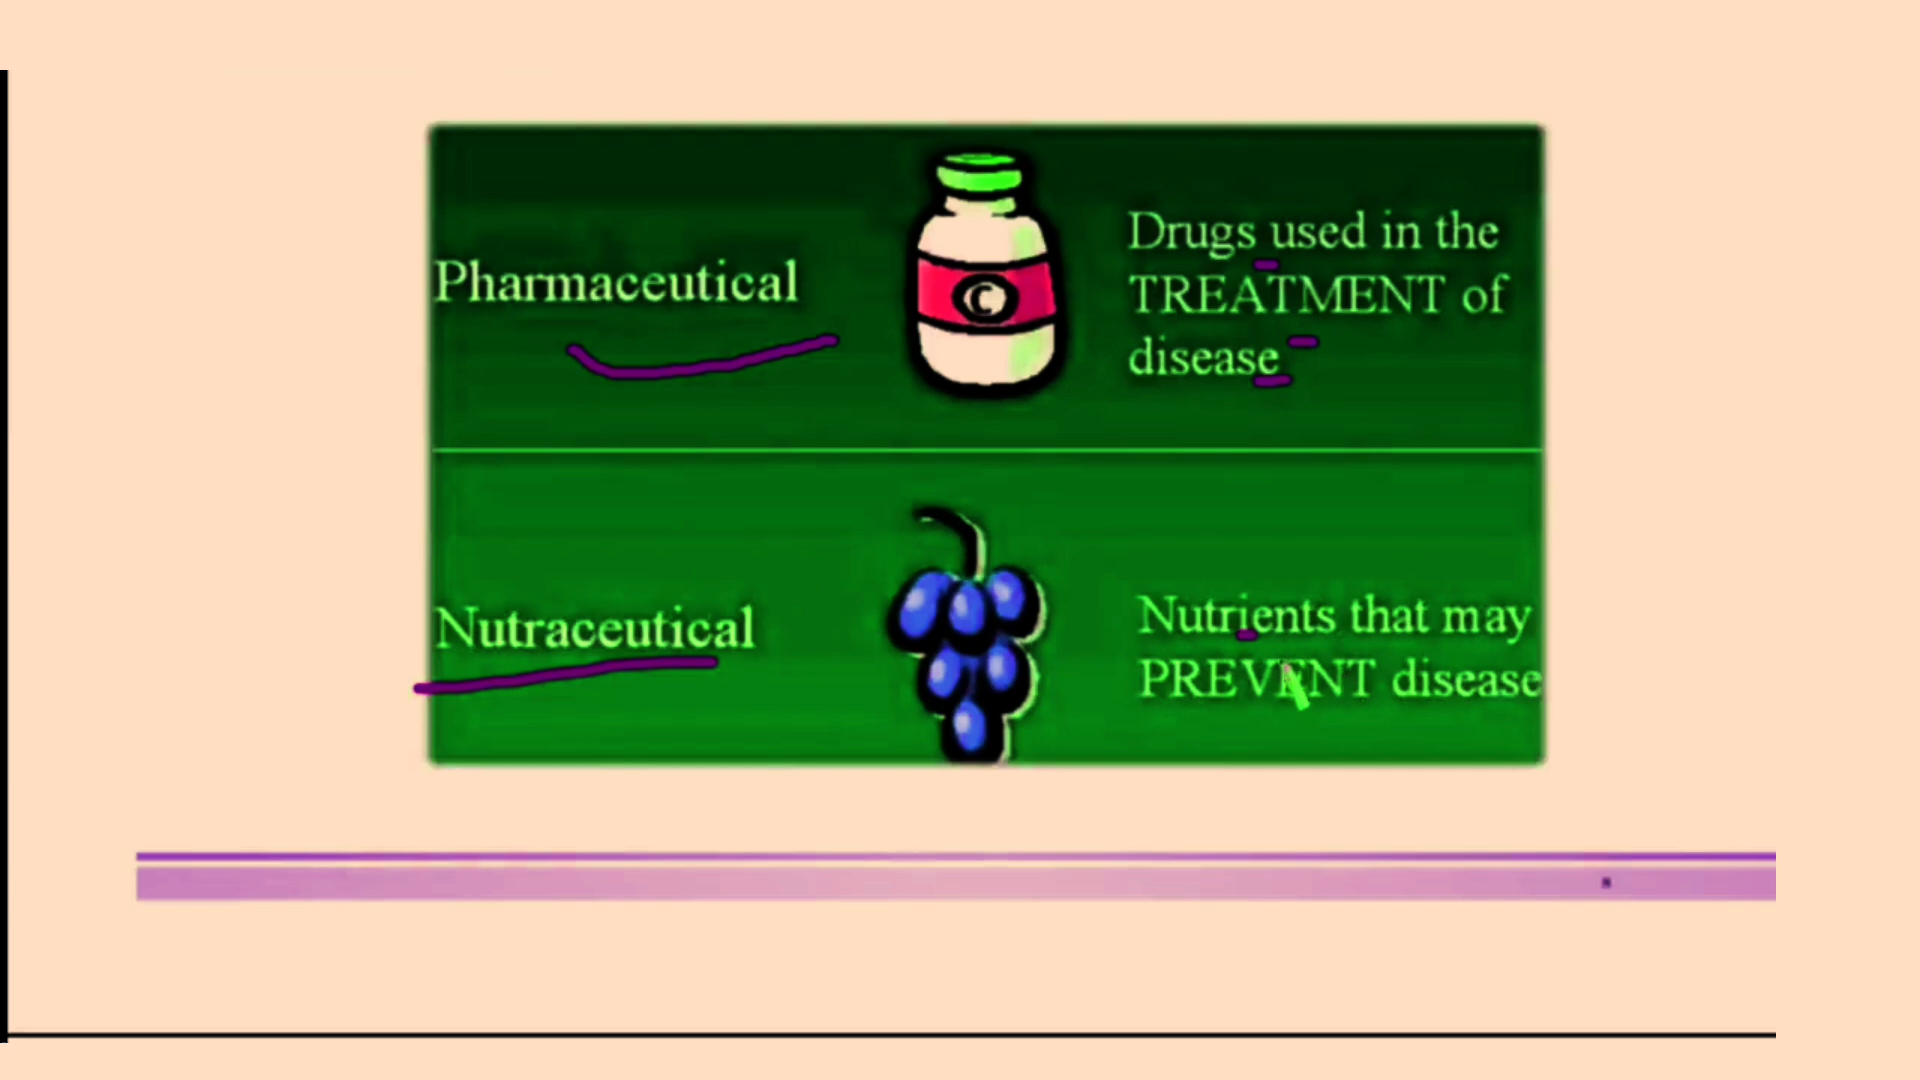 Pharmaceutical
C
Drugs used in the
TREATMENT of
disease
Nutraceutical
Nutrients that may
PREVENT disease